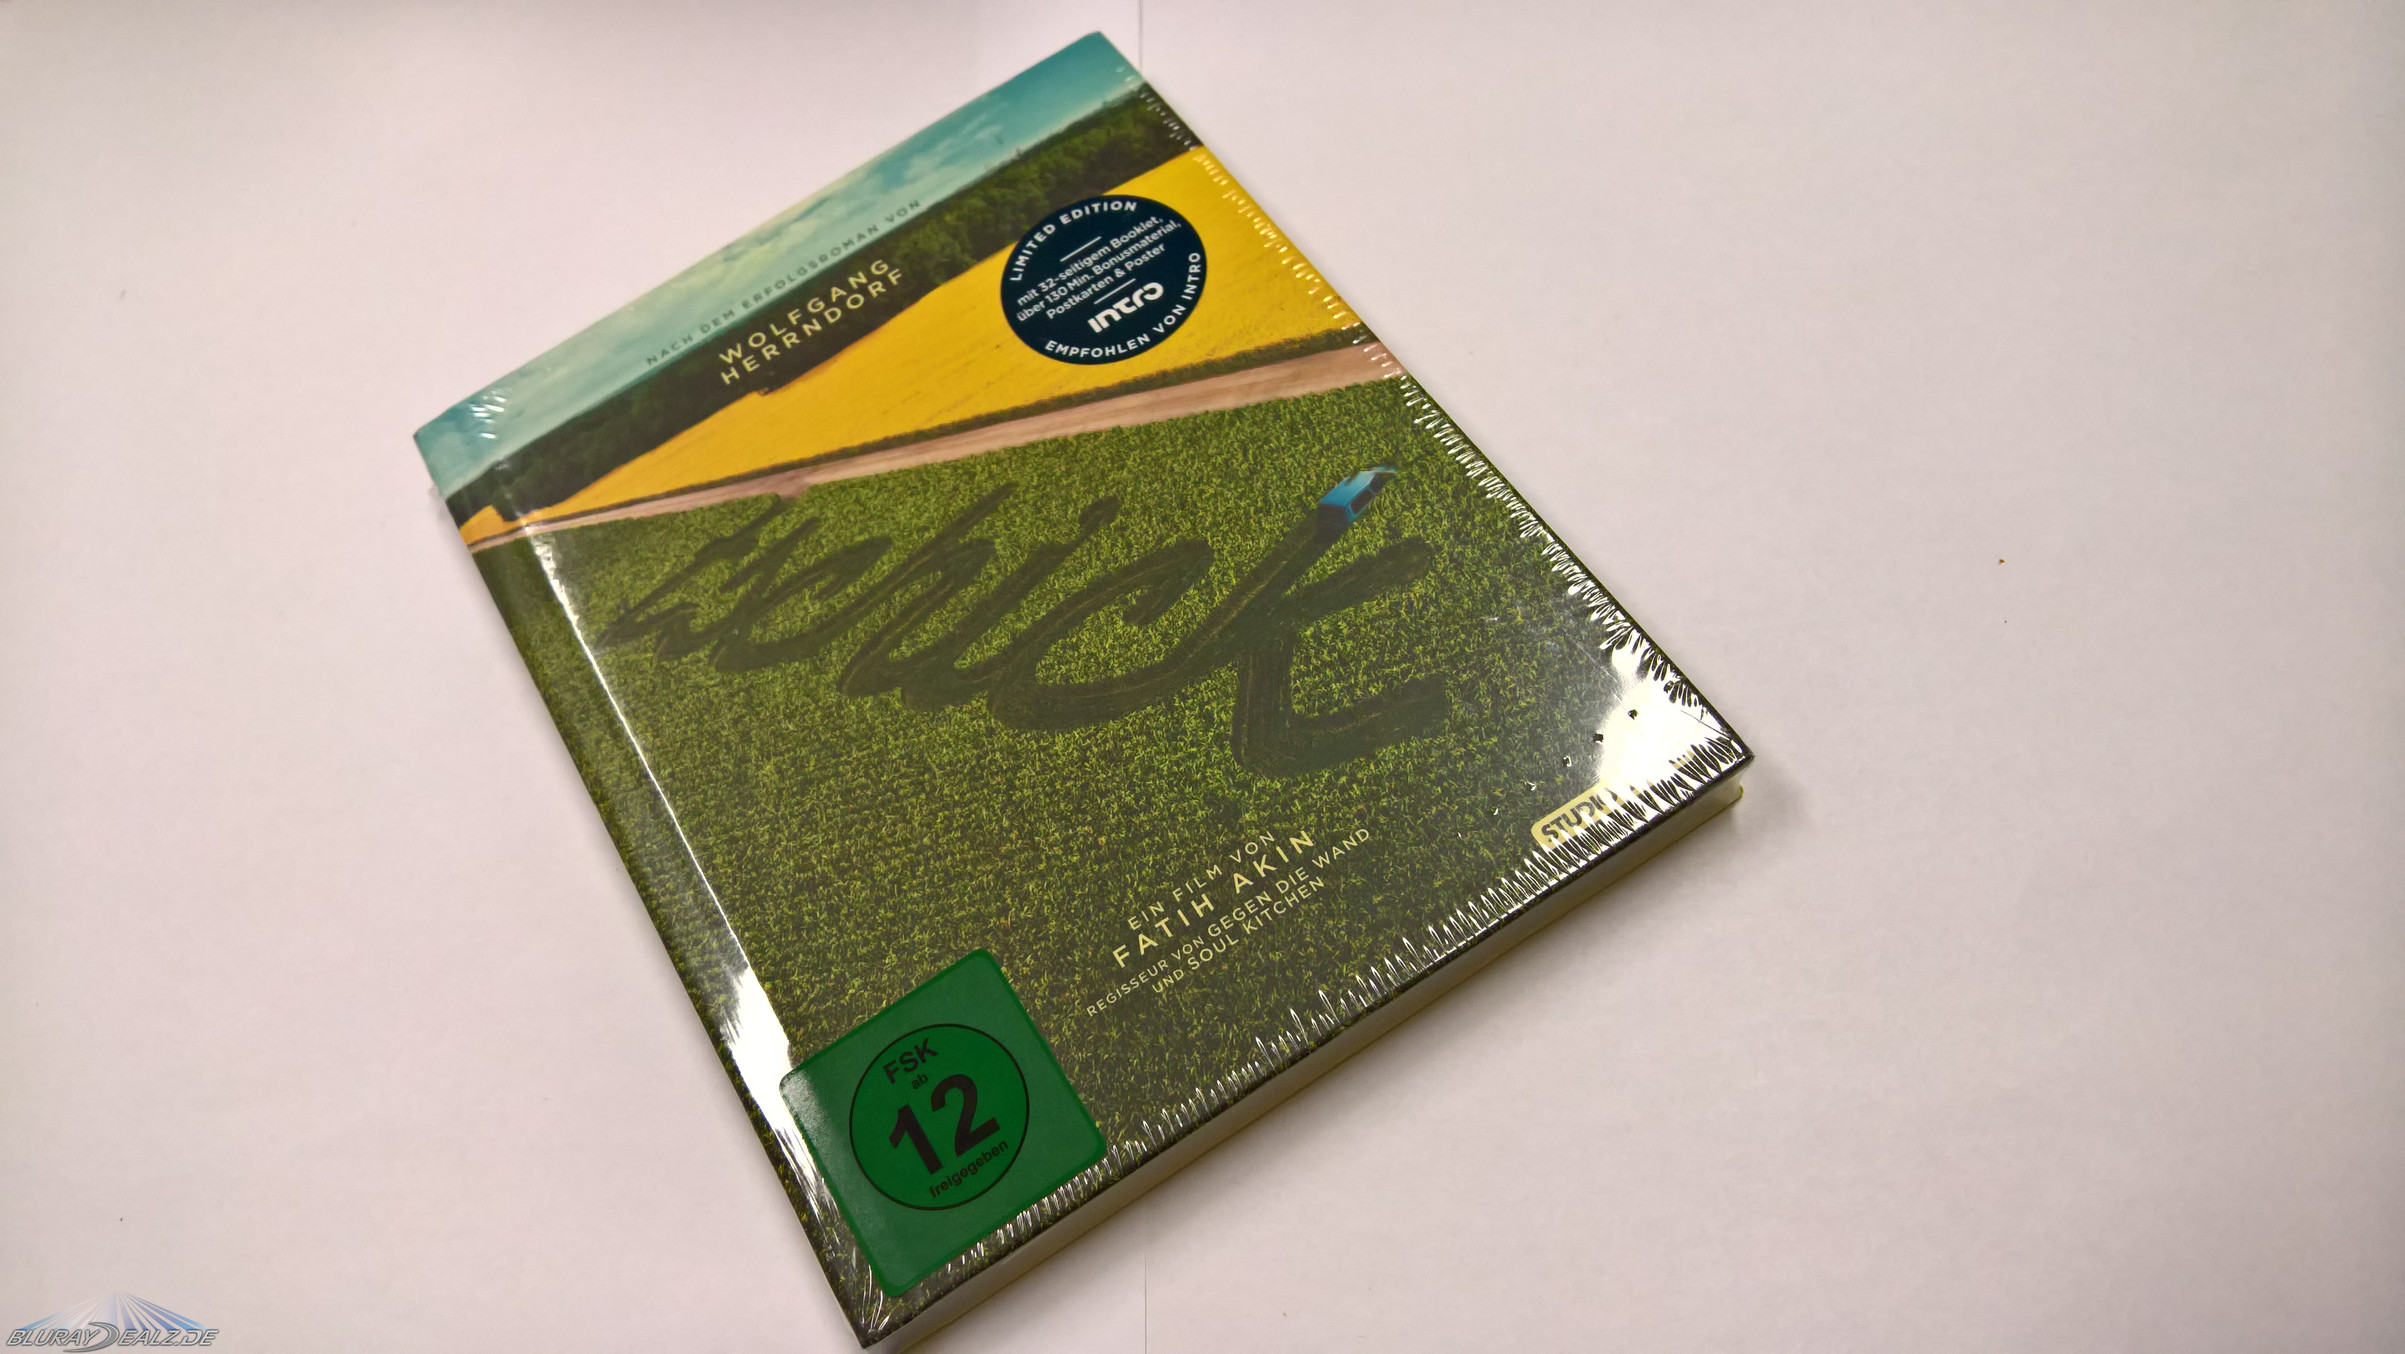 NACH DEM ERFOLGSROMAN VON
WOLFGANG
HERRNDORF
LIMITED EDITION
mit 32-seitigem Booklet,
über 130 Min. Bonusmaterial,
Postkarten & Poster
intro
EMPFOHLEN VON INTRO
tschick
EIN FILM VON
FATIH AKIN
REGISSEUR VON GEGEN DIE WAND
UND SOUL KITCHEN
STUDIO
FSK
ab
12
freigegeben
BLURAYDEALZ.DE